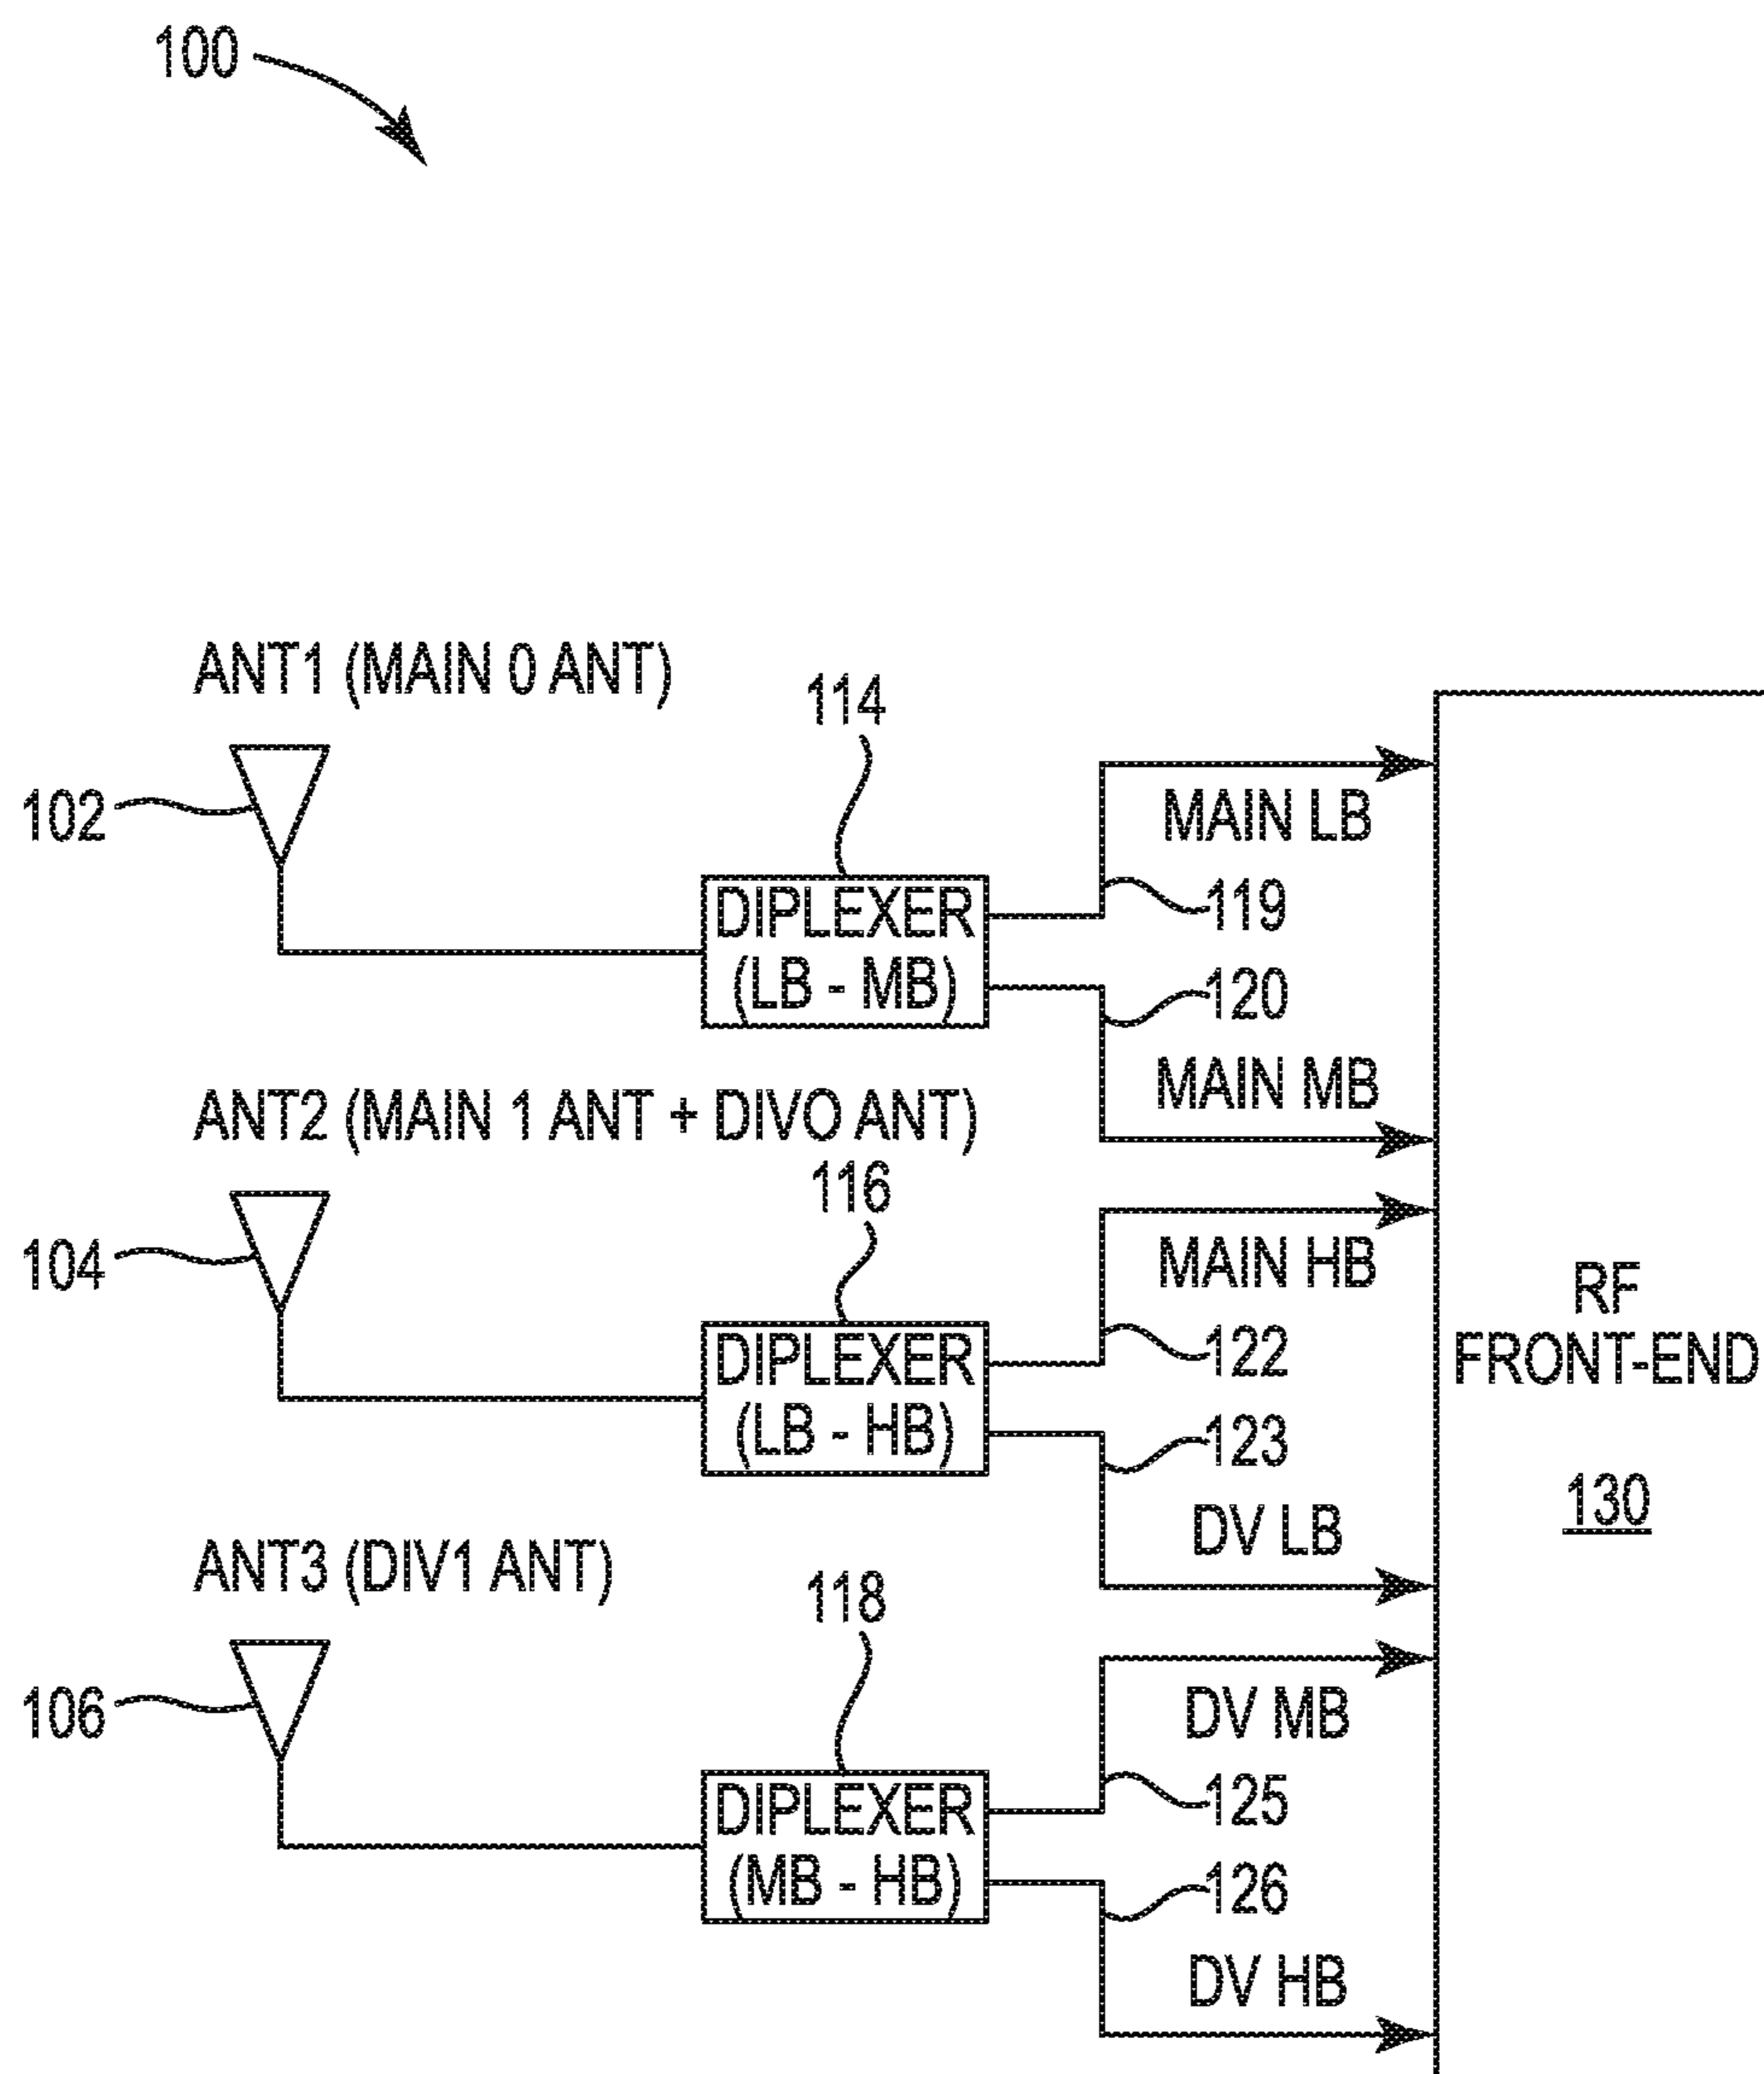 100
ANT1 (MAIN 0 ANT)
114
102
MAIN LB
DIPLEXER
(LB - MB)
119
120
MAIN MB
ANT2 (MAIN 1 ANT + DIVO ANT)
116
104
MAIN HB
DIPLEXER
(LB - HB)
122
123
DV LB
RF
FRONT-END
130
ANT3 (DIV1 ANT)
118
106
DV MB
DIPLEXER
(MB - HB)
125
126
DV HB